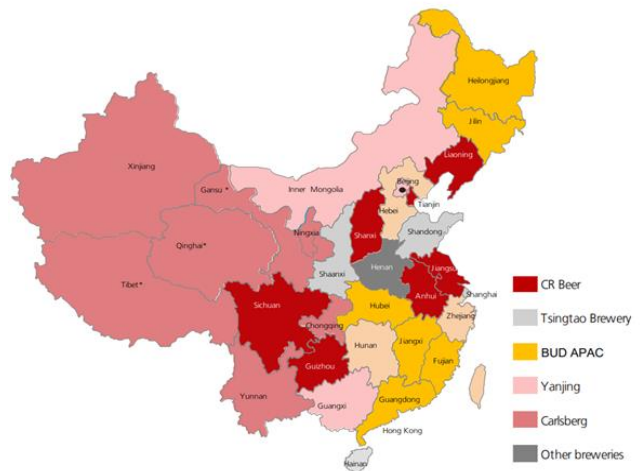 Heilongjiang
Jilin
Xinjiang
Liaoning
Gansu *
Inner Mongolia
Beijing
Tianjin
Hebei
Ningxia
Shanxi
Shandong
Qinghai*
Shaanxi
Henan
Jiangsu
Tibet*
Anhui
Shanghai
Sichuan
Hubei
Chongqing
Zhejiang
Hunan
Jiangxi
Guizhou
Fujian
Yunnan
Guangxi
Guangdong
Hong Kong
Hainan
CR Beer
Tsingtao Brewery
BUD APAC
Yanjing
Carlsberg
Other breweries